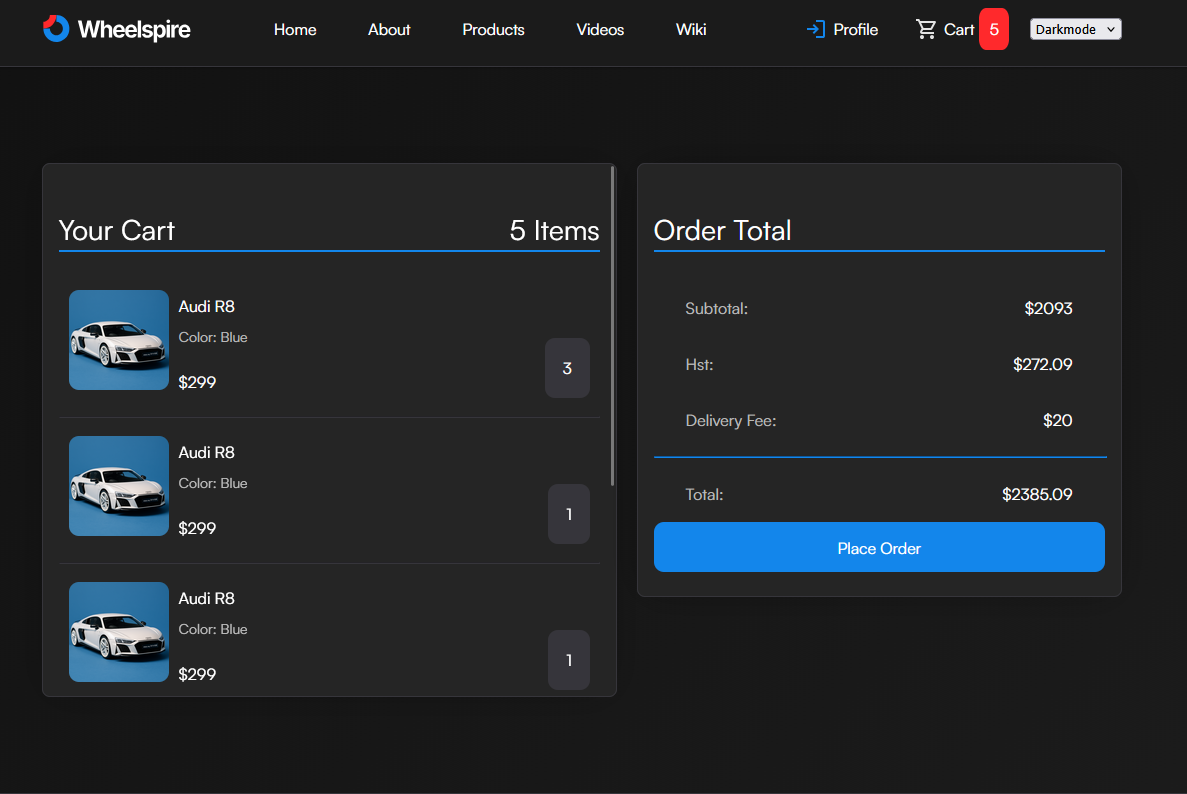 Wheelspire
Home
About
Products
Videos
Wiki
Profile
Cart
5
Darkmode
Your Cart
5 Items
Audi R8
Color: Blue
$299
3
Audi R8
Color: Blue
$299
1
Audi R8
Color: Blue
$299
1
Order Total
Subtotal:
$2093
Hst:
$272.09
Delivery Fee:
$20
Total:
$2385.09
Place Order